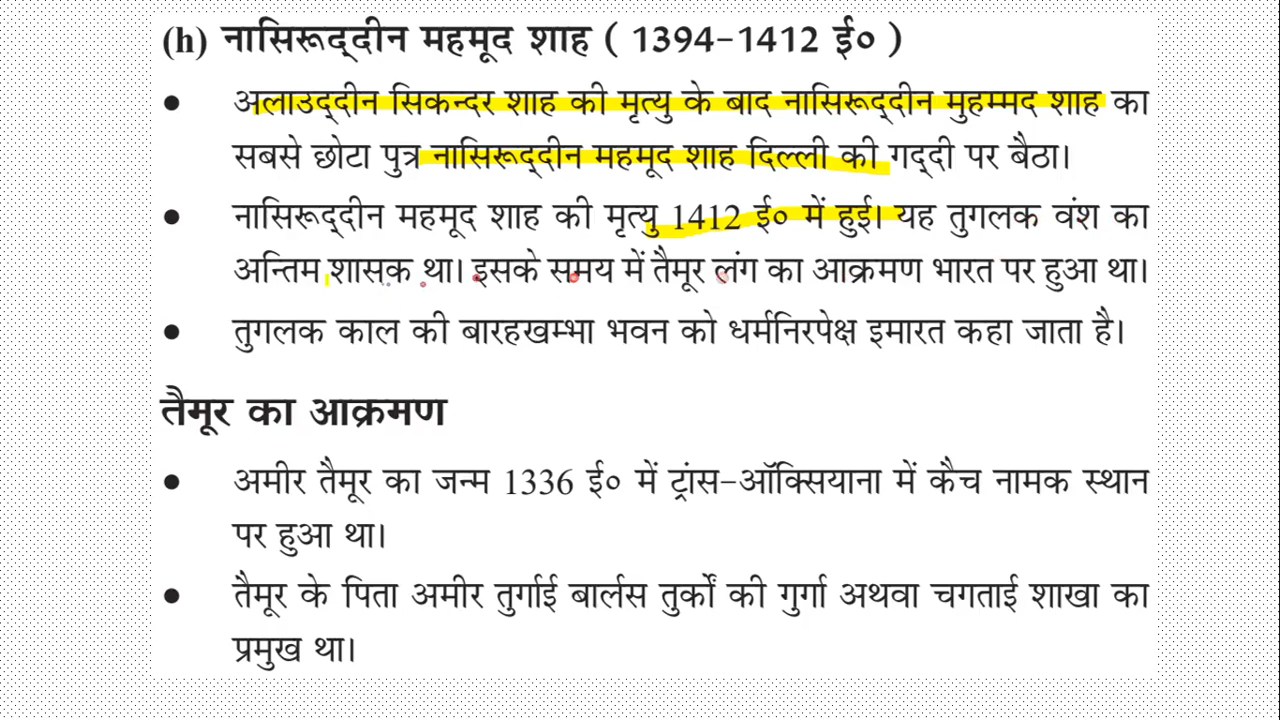 (h) नासिरूद्‌दीन महमूद शाह ( 1394-1412 ई० )
● अलाउद्‌दीन सिकन्दर शाह की मृत्यु के बाद नासिरूद्‌दीन मुहम्मद शाह का
सबसे छोटा पुत्र नासिरूद्‌दीन महमूद शाह दिल्ली की गद्‌दी पर बैठा।
● नासिरूद्‌दीन महमूद शाह की मृत्यु 1412 ई० में हुई। यह तुगलक वंश का
अन्तिम शासक था। इसके समय में तैमूर लंग का आक्रमण भारत पर हुआ था।
● तुगलक काल की बारहखम्भा भवन को धर्मनिरपेक्ष इमारत कहा जाता है।
तैमूर का आक्रमण
● अमीर तैमूर का जन्म 1336 ई० में ट्रांस-ऑक्सियाना में कैच नामक स्थान
पर हुआ था।
● तैमूर के पिता अमीर तुर्गाई बार्लस तुर्कों की गुर्गा अथवा चगताई शाखा का
प्रमुख था।